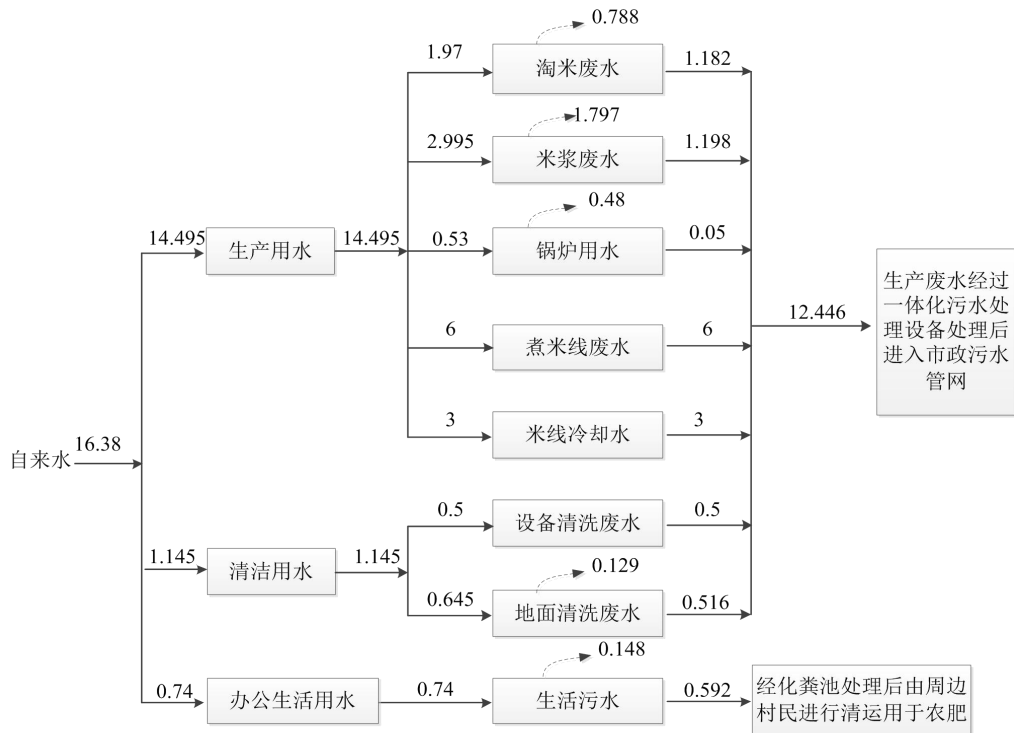 0.788
1.97
淘米废水
1.182
1.797
2.995
米浆废水
1.198
0.48
14.495
生产用水
14.495
0.53
锅炉用水
0.05
6
煮米线废水
6
3
米线冷却水
3
12.446
生产废水经过
一体化污水处
理设备处理后
进入市政污水
管网
自来水
16.38
0.5
设备清洗废水
0.5
1.145
清洁用水
1.145
0.129
0.645
地面清洗废水
0.516
0.148
0.74
办公生活用水
0.74
生活污水
0.592
经化粪池处理后由周边
村民进行清运用于农肥